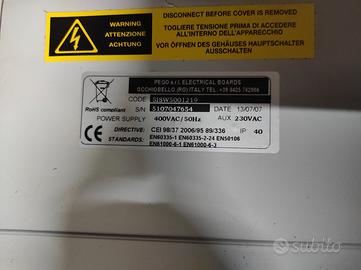 WARNING
ATTENZIONE
ACHTUNG
DISCONNECT BEFORE COVER REMOVED
TOGLIERE TENSIONE PRIMA DI ACCEDERE
ALL'INTERNO DELL'APPARECCHIO
VOR ÖFFNEN DES GEHÄUSES HAUPTSCHALTER
AUSSCHALTEN
PEGO s.r.l. ELECTRICAL BOARDS
OCCHIOBELLO (RO) ITALY TEL. +39 0425 762906
RoHS compliant
CODE
S/N 5107047654 DATE 13/07/07
POWER SUPPLY 400VAC/50Hz AUX 230VAC
DIRECTIVE: CEI 98/37 2006/95 89/336 IP 40
STANDARDS: EN60335-1 EN60335-2-24 EN50106
EN61000-6-1 EN61000-6-3
subito